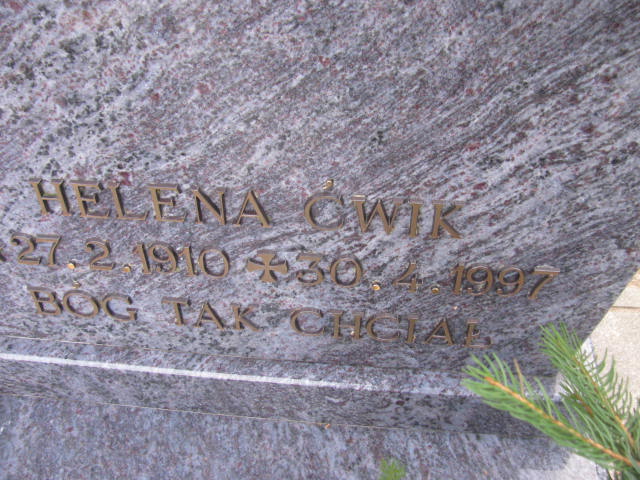 HELENA ĆWIK
* 27.2.1910 ✠ 30.4.1997
BÓG TAK CHCIAŁ